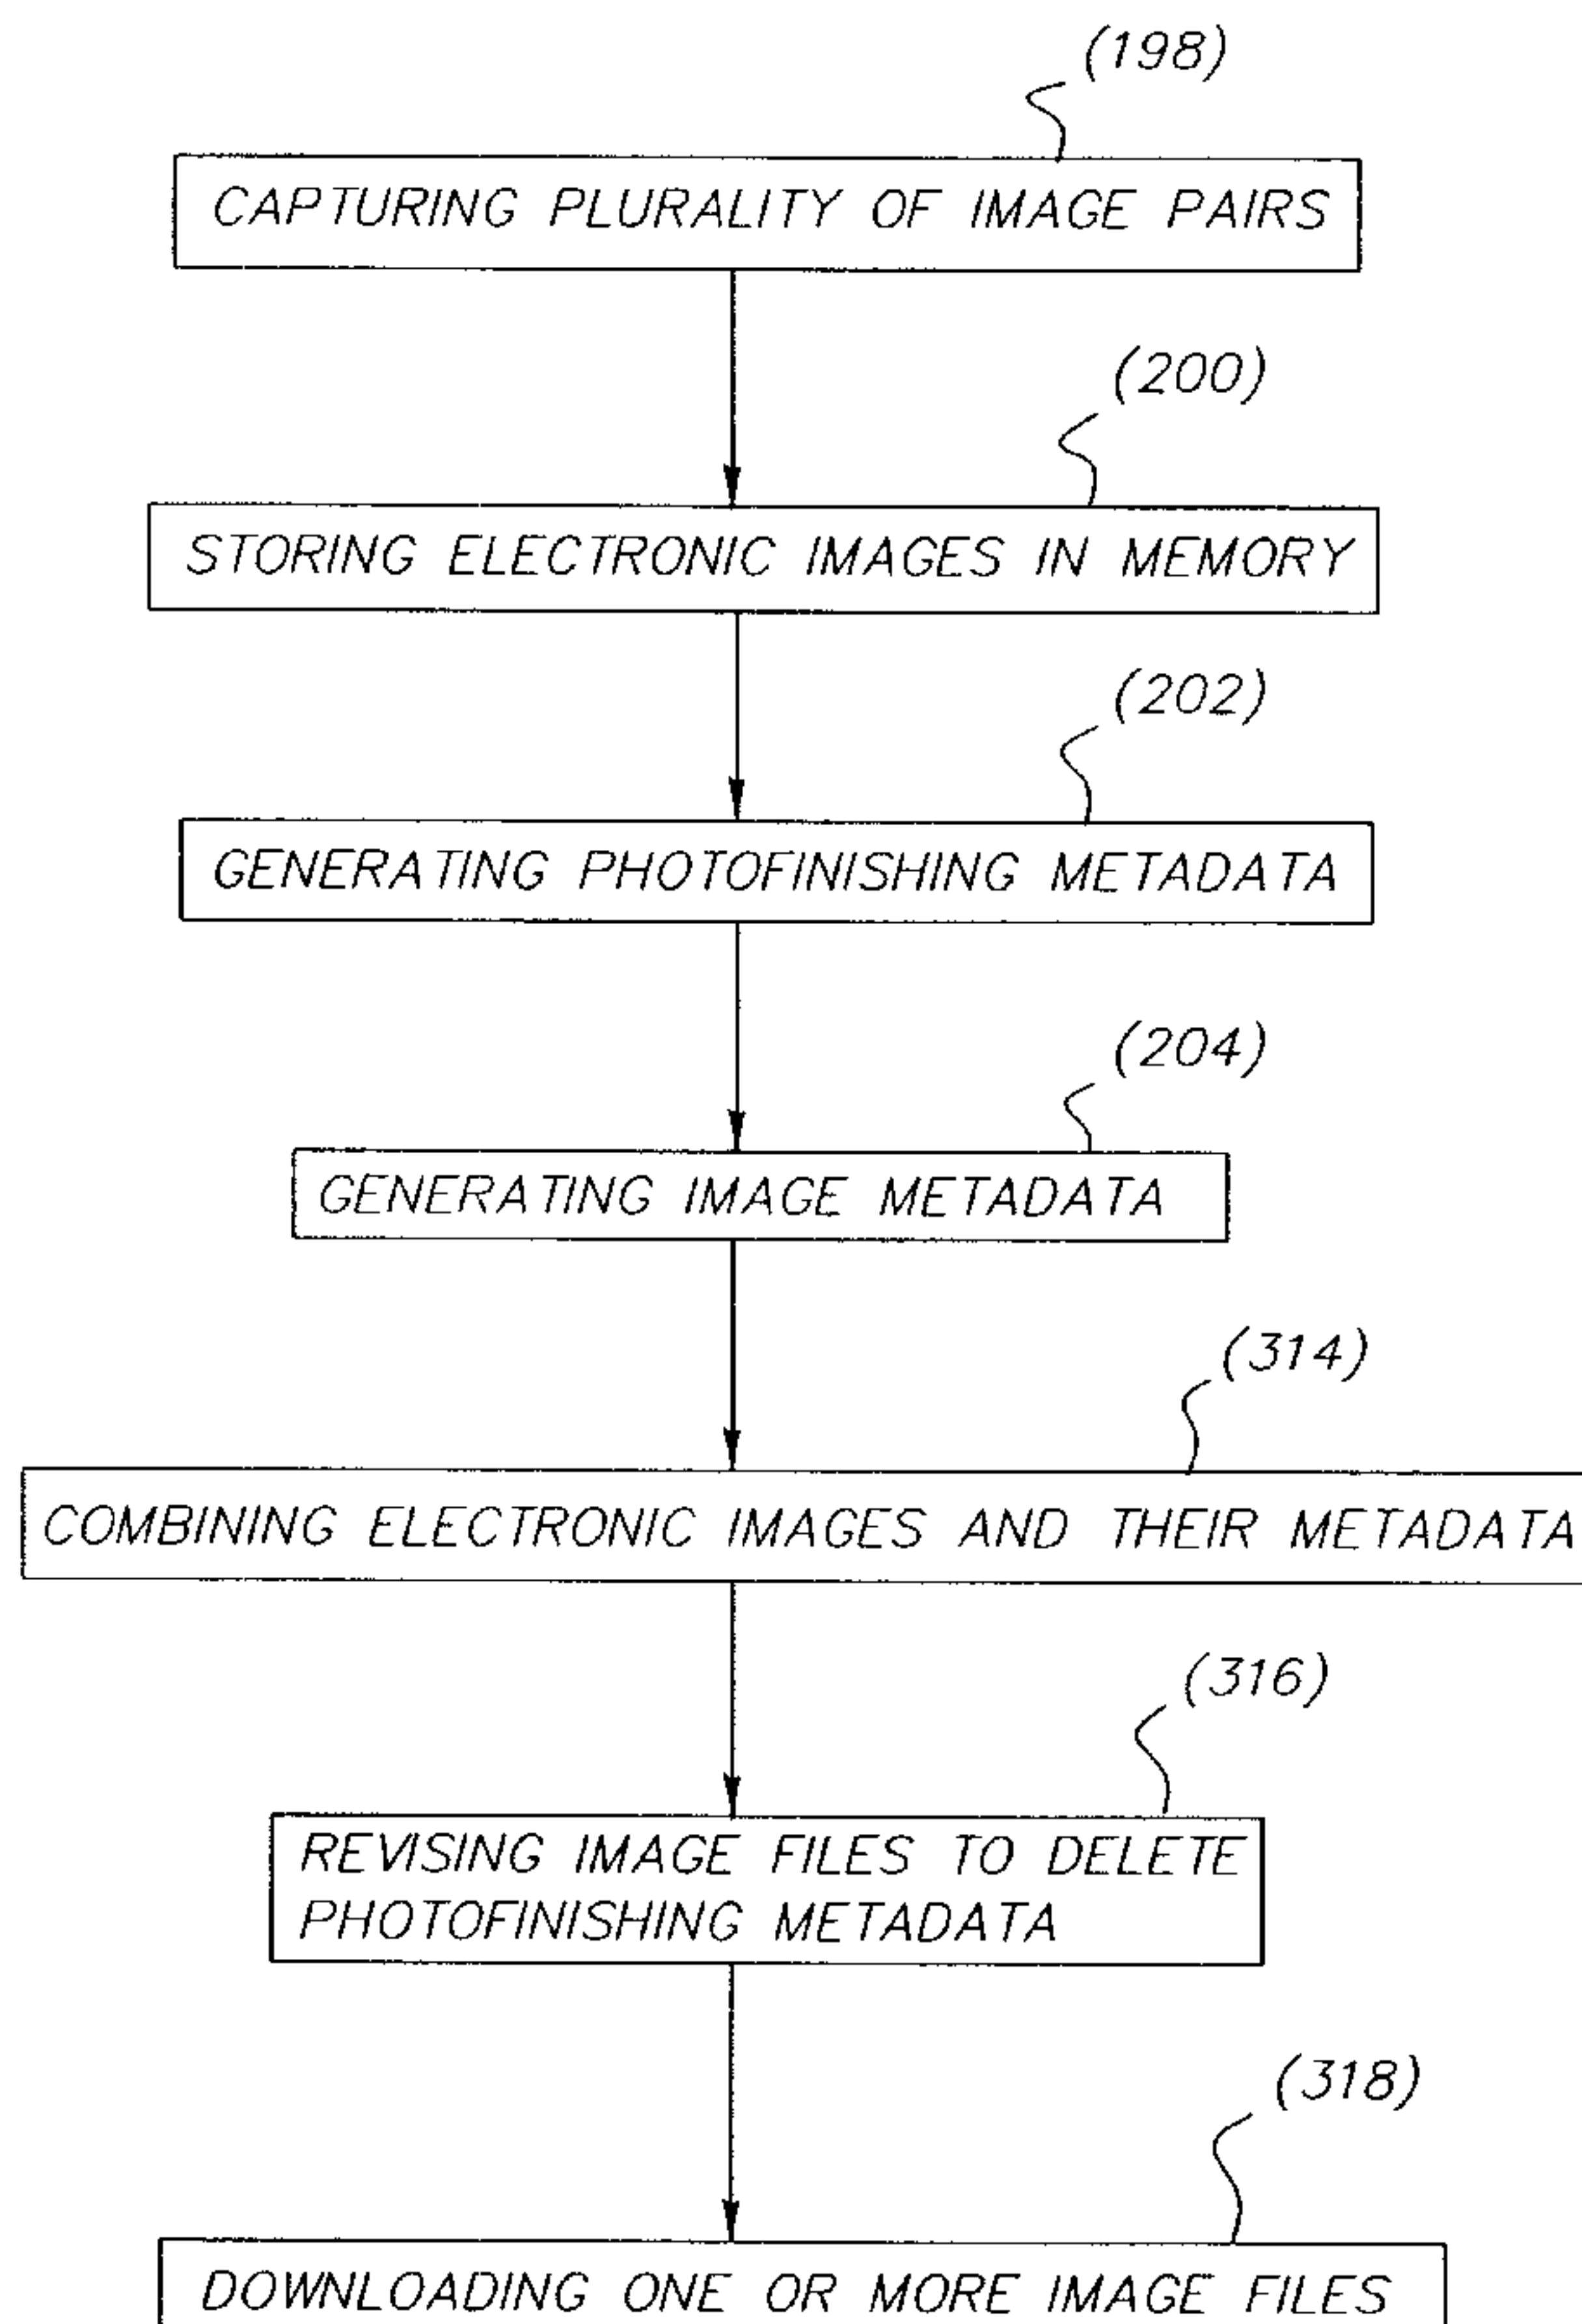 (198)
CAPTURING PLURALITY OF IMAGE PAIRS
(200)
STORING ELECTRONIC IMAGES IN MEMORY
(202)
GENERATING PHOTOFINISHING METADATA
(204)
GENERATING IMAGE METADATA
(314)
COMBINING ELECTRONIC IMAGES AND THEIR METADATA
(316)
REVISING IMAGE FILES TO DELETE
PHOTOFINISHING METADATA
(318)
DOWNLOADING ONE OR MORE IMAGE FILES